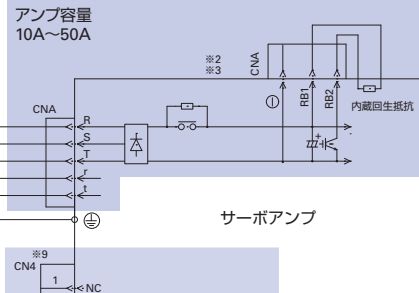 アンプ容量
10A～50A
※2
※3
CNA
⊖
RB1
RB2
内蔵回生抵抗
CNA
R
S
T
r
t
+
サーボアンプ
※9
CN4
1
NC